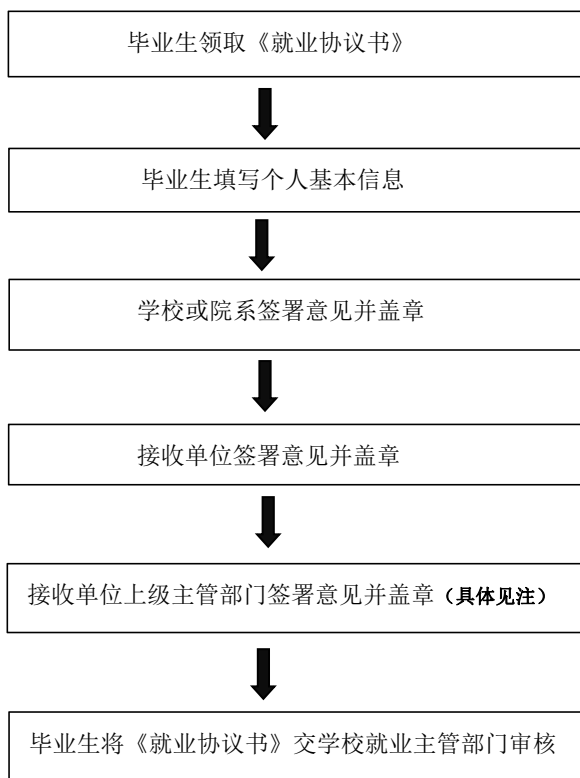 毕业生领取《就业协议书》
毕业生填写个人基本信息
学校或院系签署意见并盖章
接收单位签署意见并盖章
接收单位上级主管部门签署意见并盖章（具体见注）
毕业生将《就业协议书》交学校就业主管部门审核